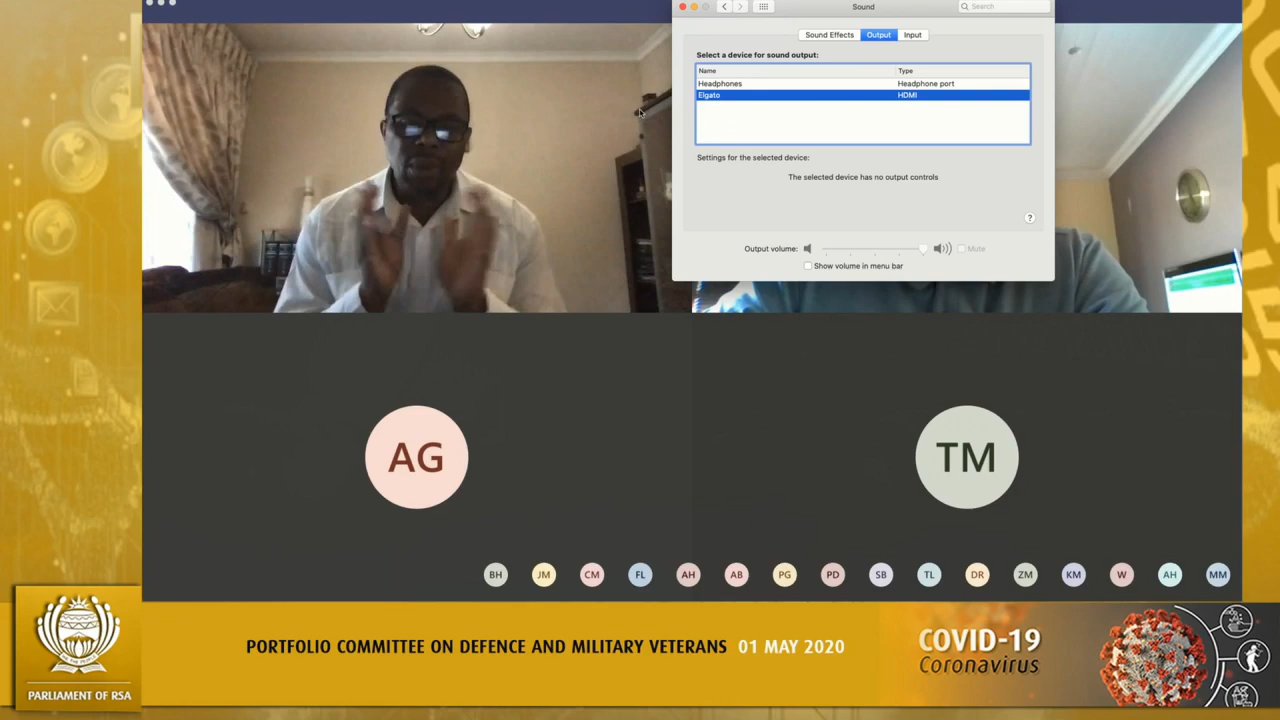 Sound
Search
Sound Effects
Output
Input
Select a device for sound output:
Name Type
Headphones Headphone port
Elgato HDMI
Settings for the selected device:
The selected device has no output controls
?
Output volume:
Mute
Show volume in menu bar
AG
TM
BH JM CM FL AH AB PG PD SB TL DR ZM KM W AH MM
PORTFOLIO COMMITTEE ON DEFENCE AND MILITARY VETERANS 01 MAY 2020
COVID-19
Coronavirus
PARLIAMENT OF RSA